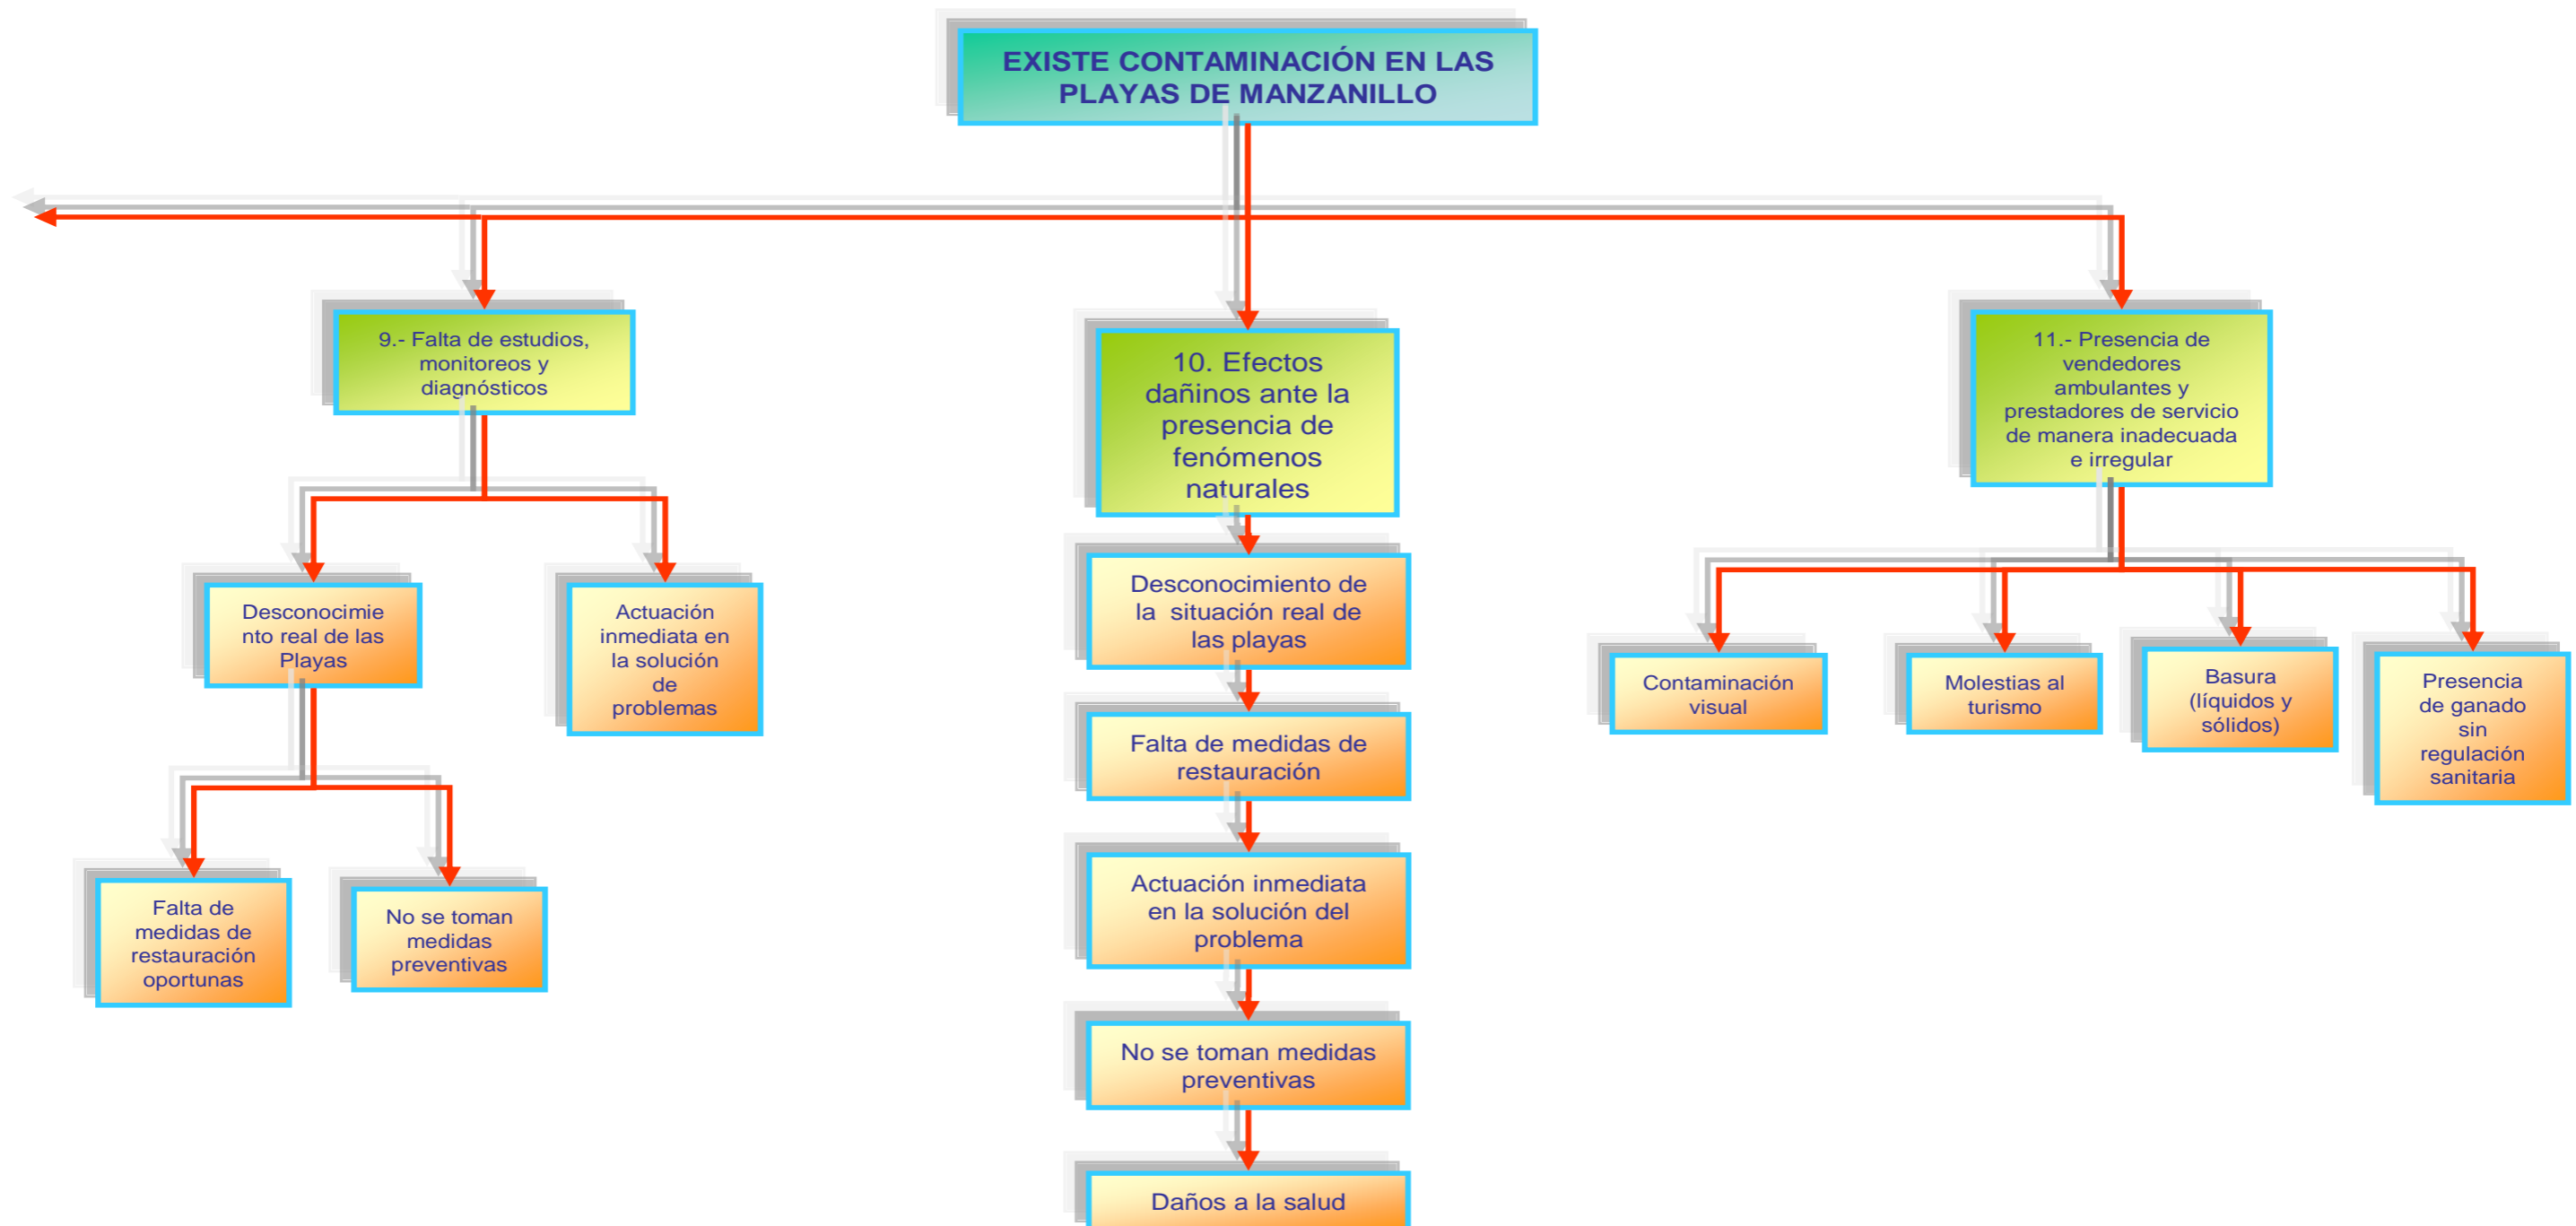 EXISTE CONTAMINACIÓN EN LAS
PLAYAS DE MANZANILLO
9.- Falta de estudios,
monitoreos y
diagnósticos
Desconocimie
nto real de las
Playas
Actuación
inmediata en
la solución
de
problemas
Falta de
medidas de
restauración
oportunas
No se toman
medidas
preventivas
10. Efectos
dañinos ante la
presencia de
fenómenos
naturales
Desconocimiento de
la situación real de
las playas
Falta de medidas de
restauración
Actuación inmediata
en la solución del
problema
No se toman medidas
preventivas
Daños a la salud
11.- Presencia de
vendedores
ambulantes y
prestadores de servicio
de manera inadecuada
e irregular
Contaminación
visual
Molestias al
turismo
Basura
(líquidos y
sólidos)
Presencia
de ganado
sin
regulación
sanitaria